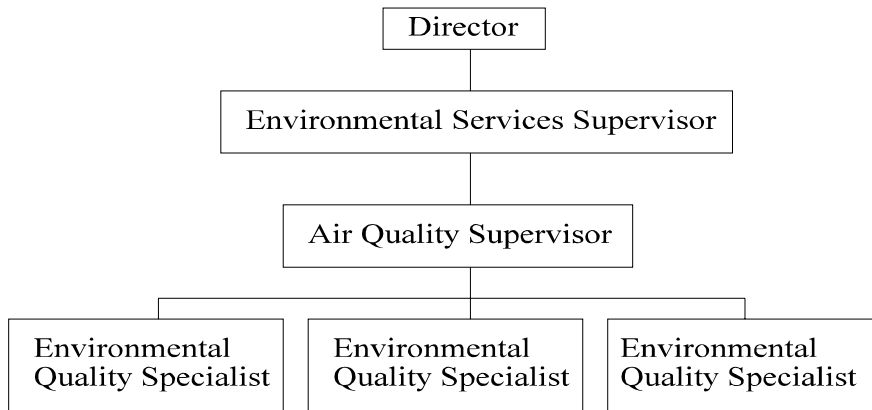 Director
Environmental Services Supervisor
Air Quality Supervisor
Environmental
Quality Specialist
Environmental
Quality Specialist
Environmental
Quality Specialist